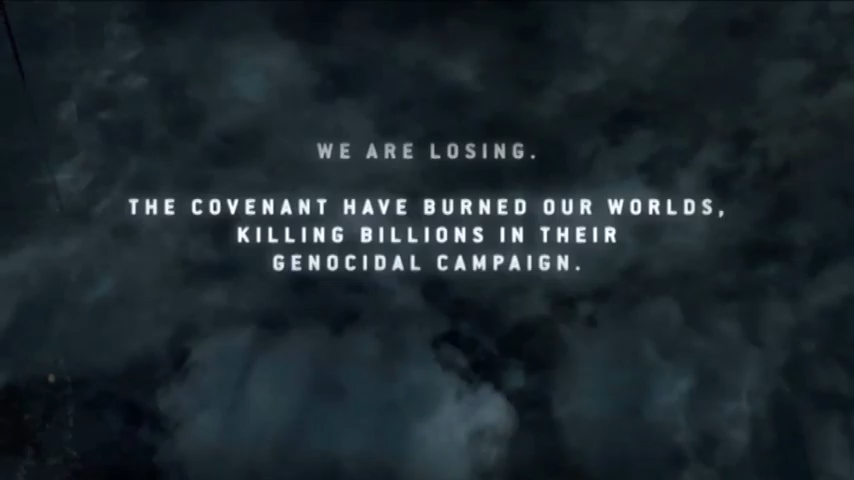 WE ARE LOSING.
THE COVENANT HAVE BURNED OUR WORLDS,
KILLING BILLIONS IN THEIR
GENOCIDAL CAMPAIGN.